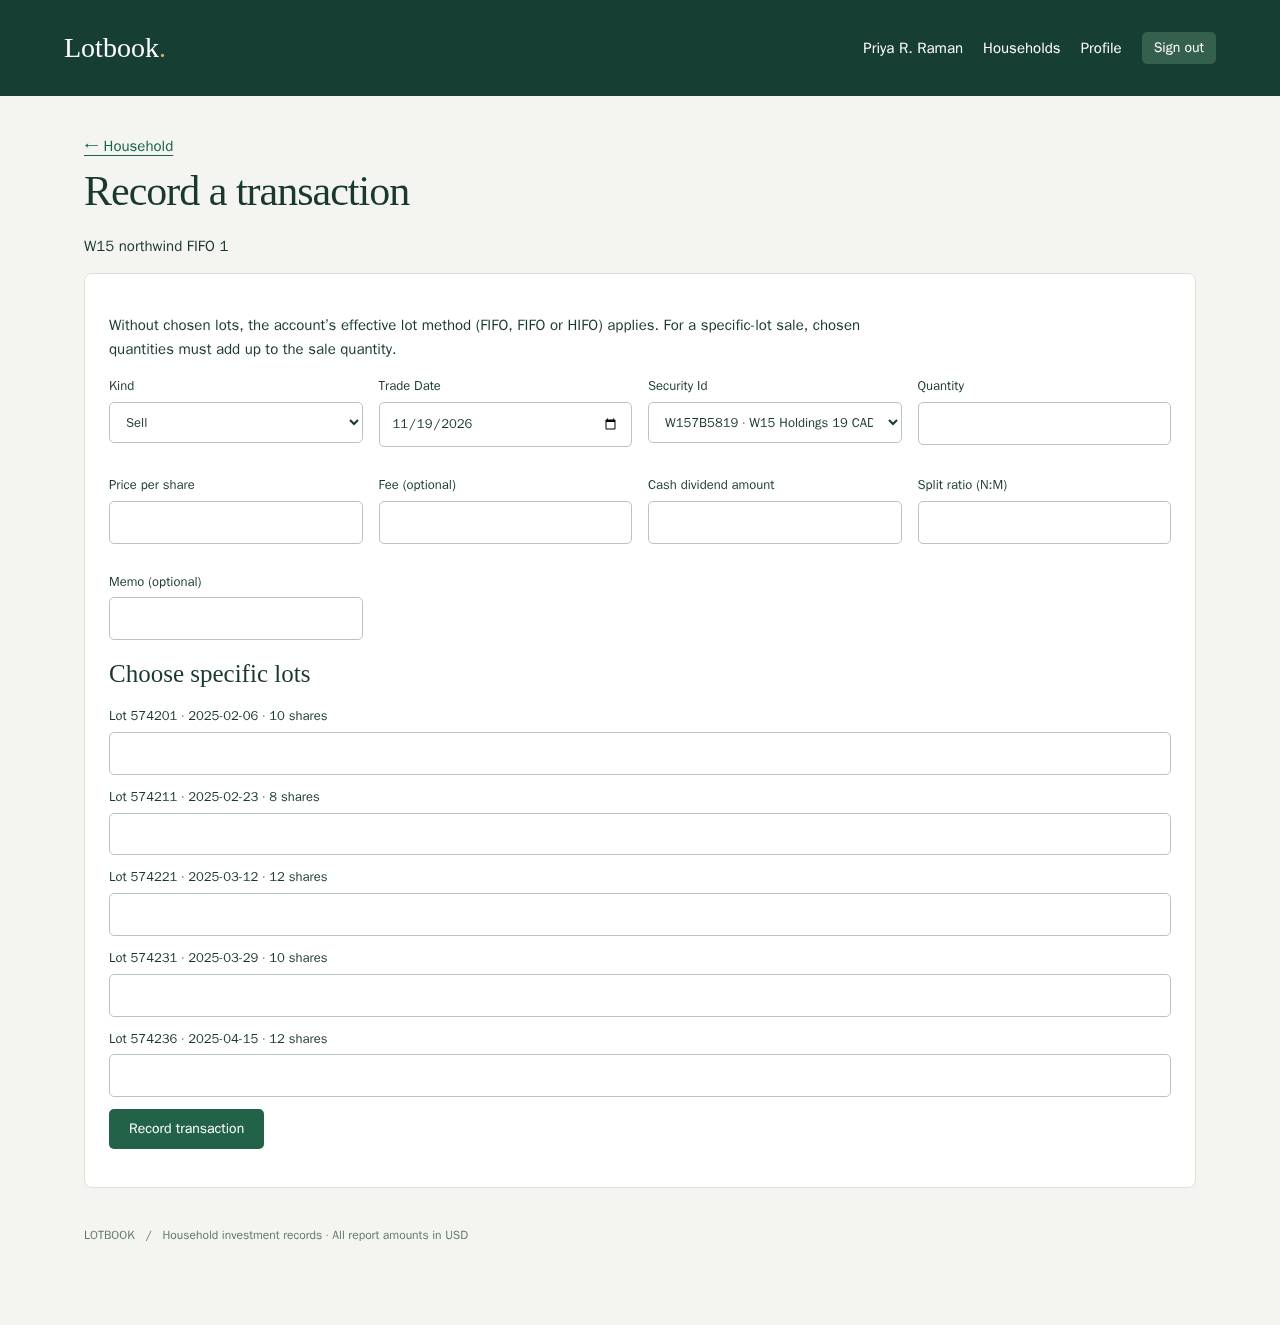 Lotbook.
Priya R. Raman
Households
Profile
Sign out
← Household
Record a transaction
W15 northwind FIFO 1
Without chosen lots, the account's effective lot method (FIFO, FIFO or HIFO) applies. For a specific-lot sale, chosen
quantities must add up to the sale quantity.
Kind
Trade Date
Security Id
Quantity
Sell
11/19/2026
W157B5819 · W15 Holdings 19 CAD
Price per share
Fee (optional)
Cash dividend amount
Split ratio (N:M)
Memo (optional)
Choose specific lots
Lot 574201 · 2025-02-06 · 10 shares
Lot 574211 · 2025-02-23 · 8 shares
Lot 574221 · 2025-03-12 · 12 shares
Lot 574231 · 2025-03-29 · 10 shares
Lot 574236 · 2025-04-15 · 12 shares
Record transaction
LOTBOOK / Household investment records · All report amounts in USD